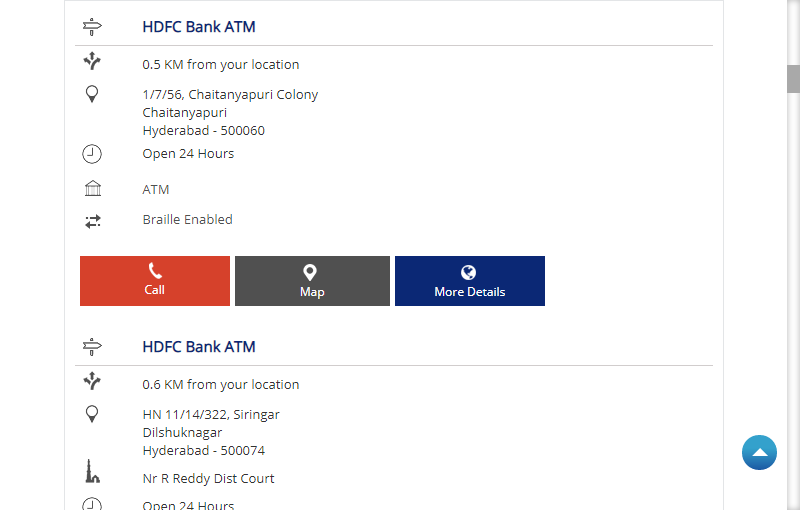 HDFC Bank ATM
0.5 KM from your location
1/7/56, Chaitanyapuri Colony
Chaitanyapuri
Hyderabad - 500060
Open 24 Hours
ATM
Braille Enabled
Call
Map
More Details
HDFC Bank ATM
0.6 KM from your location
HN 11/14/322, Siringar
Dilshuknagar
Hyderabad - 500074
Nr R Reddy Dist Court
Open 24 Hours